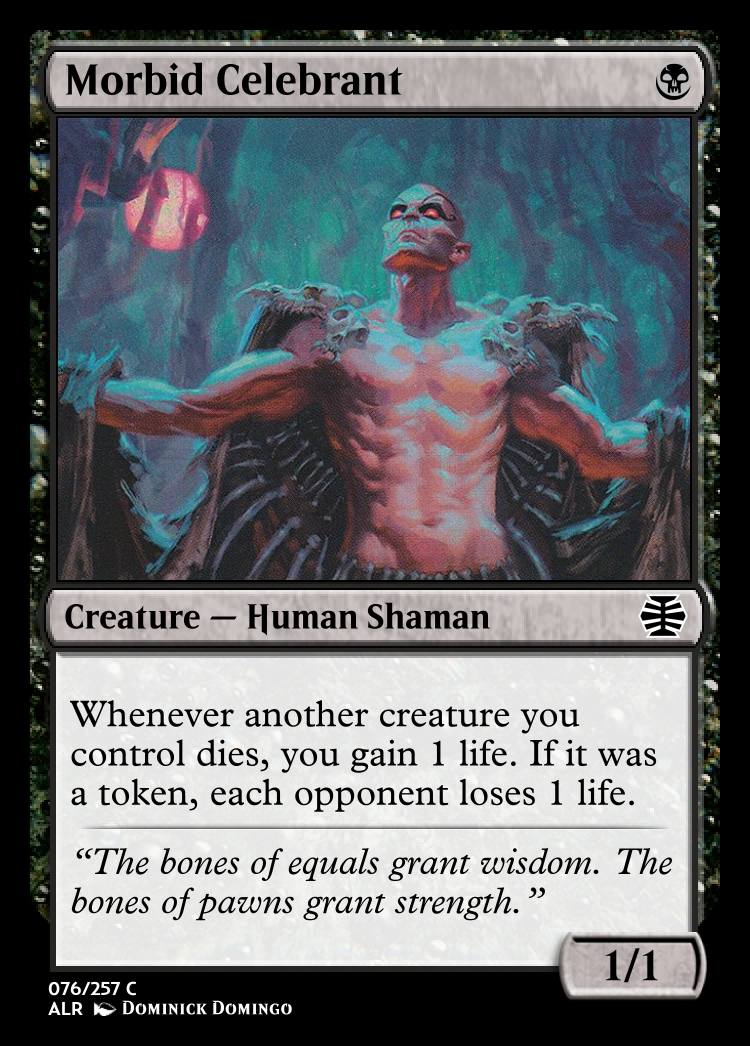 Morbid Celebrant
Creature — Human Shaman
Whenever another creature you
control dies, you gain 1 life. If it was
a token, each opponent loses 1 life.
“The bones of equals grant wisdom. The
bones of pawns grant strength.”
1/1
076/257 C
ALR Dominick Domingo